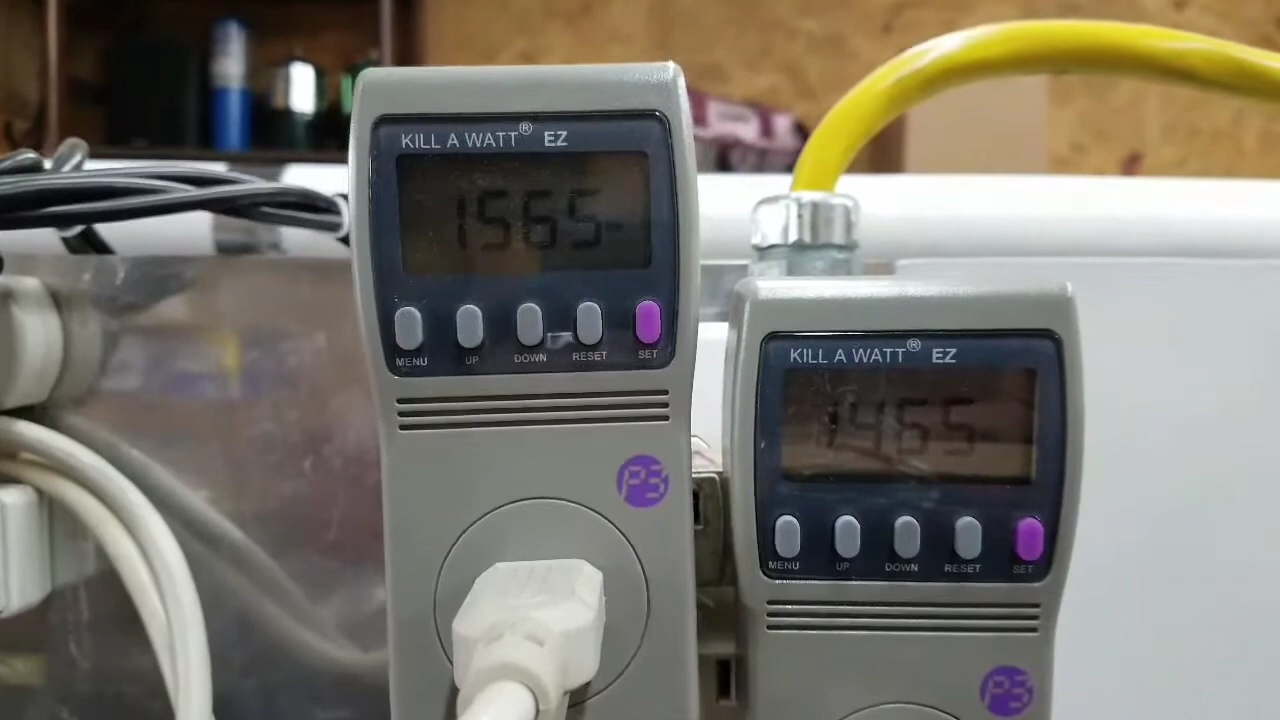 KILL A WATT® EZ
1565
MENU UP DOWN RESET SET
P3
KILL A WATT® EZ
1465
MENU UP DOWN RESET SET
P3